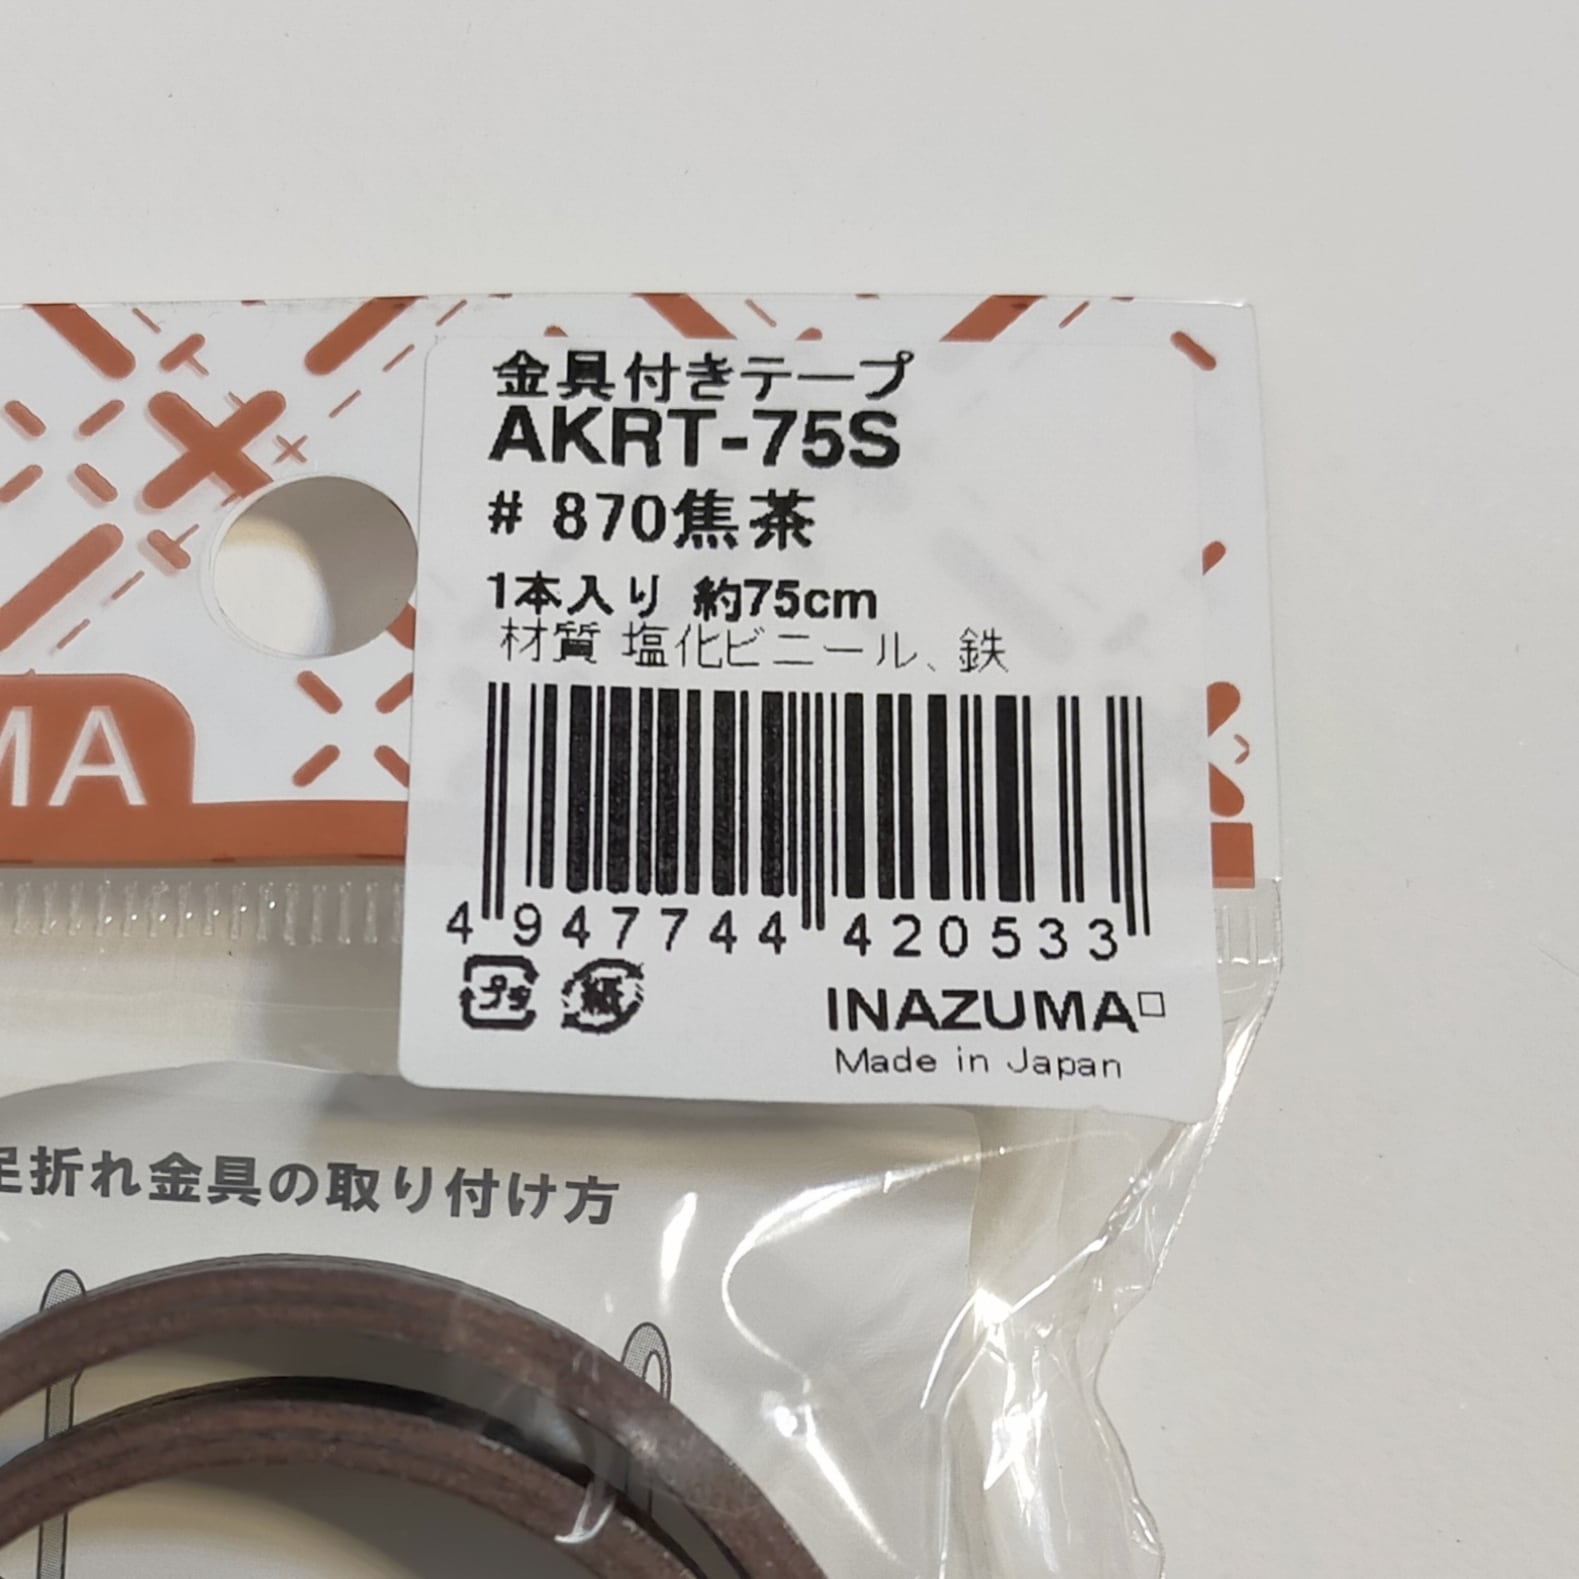 金具付きテープ
AKRT-75S
# 870焦茶
1本入り 約75cm
材質 塩化ビニール、鉄
4 947744 420533
プラ 紙
INAZUMA□
Made in Japan
MA
足折れ金具の取り付け方